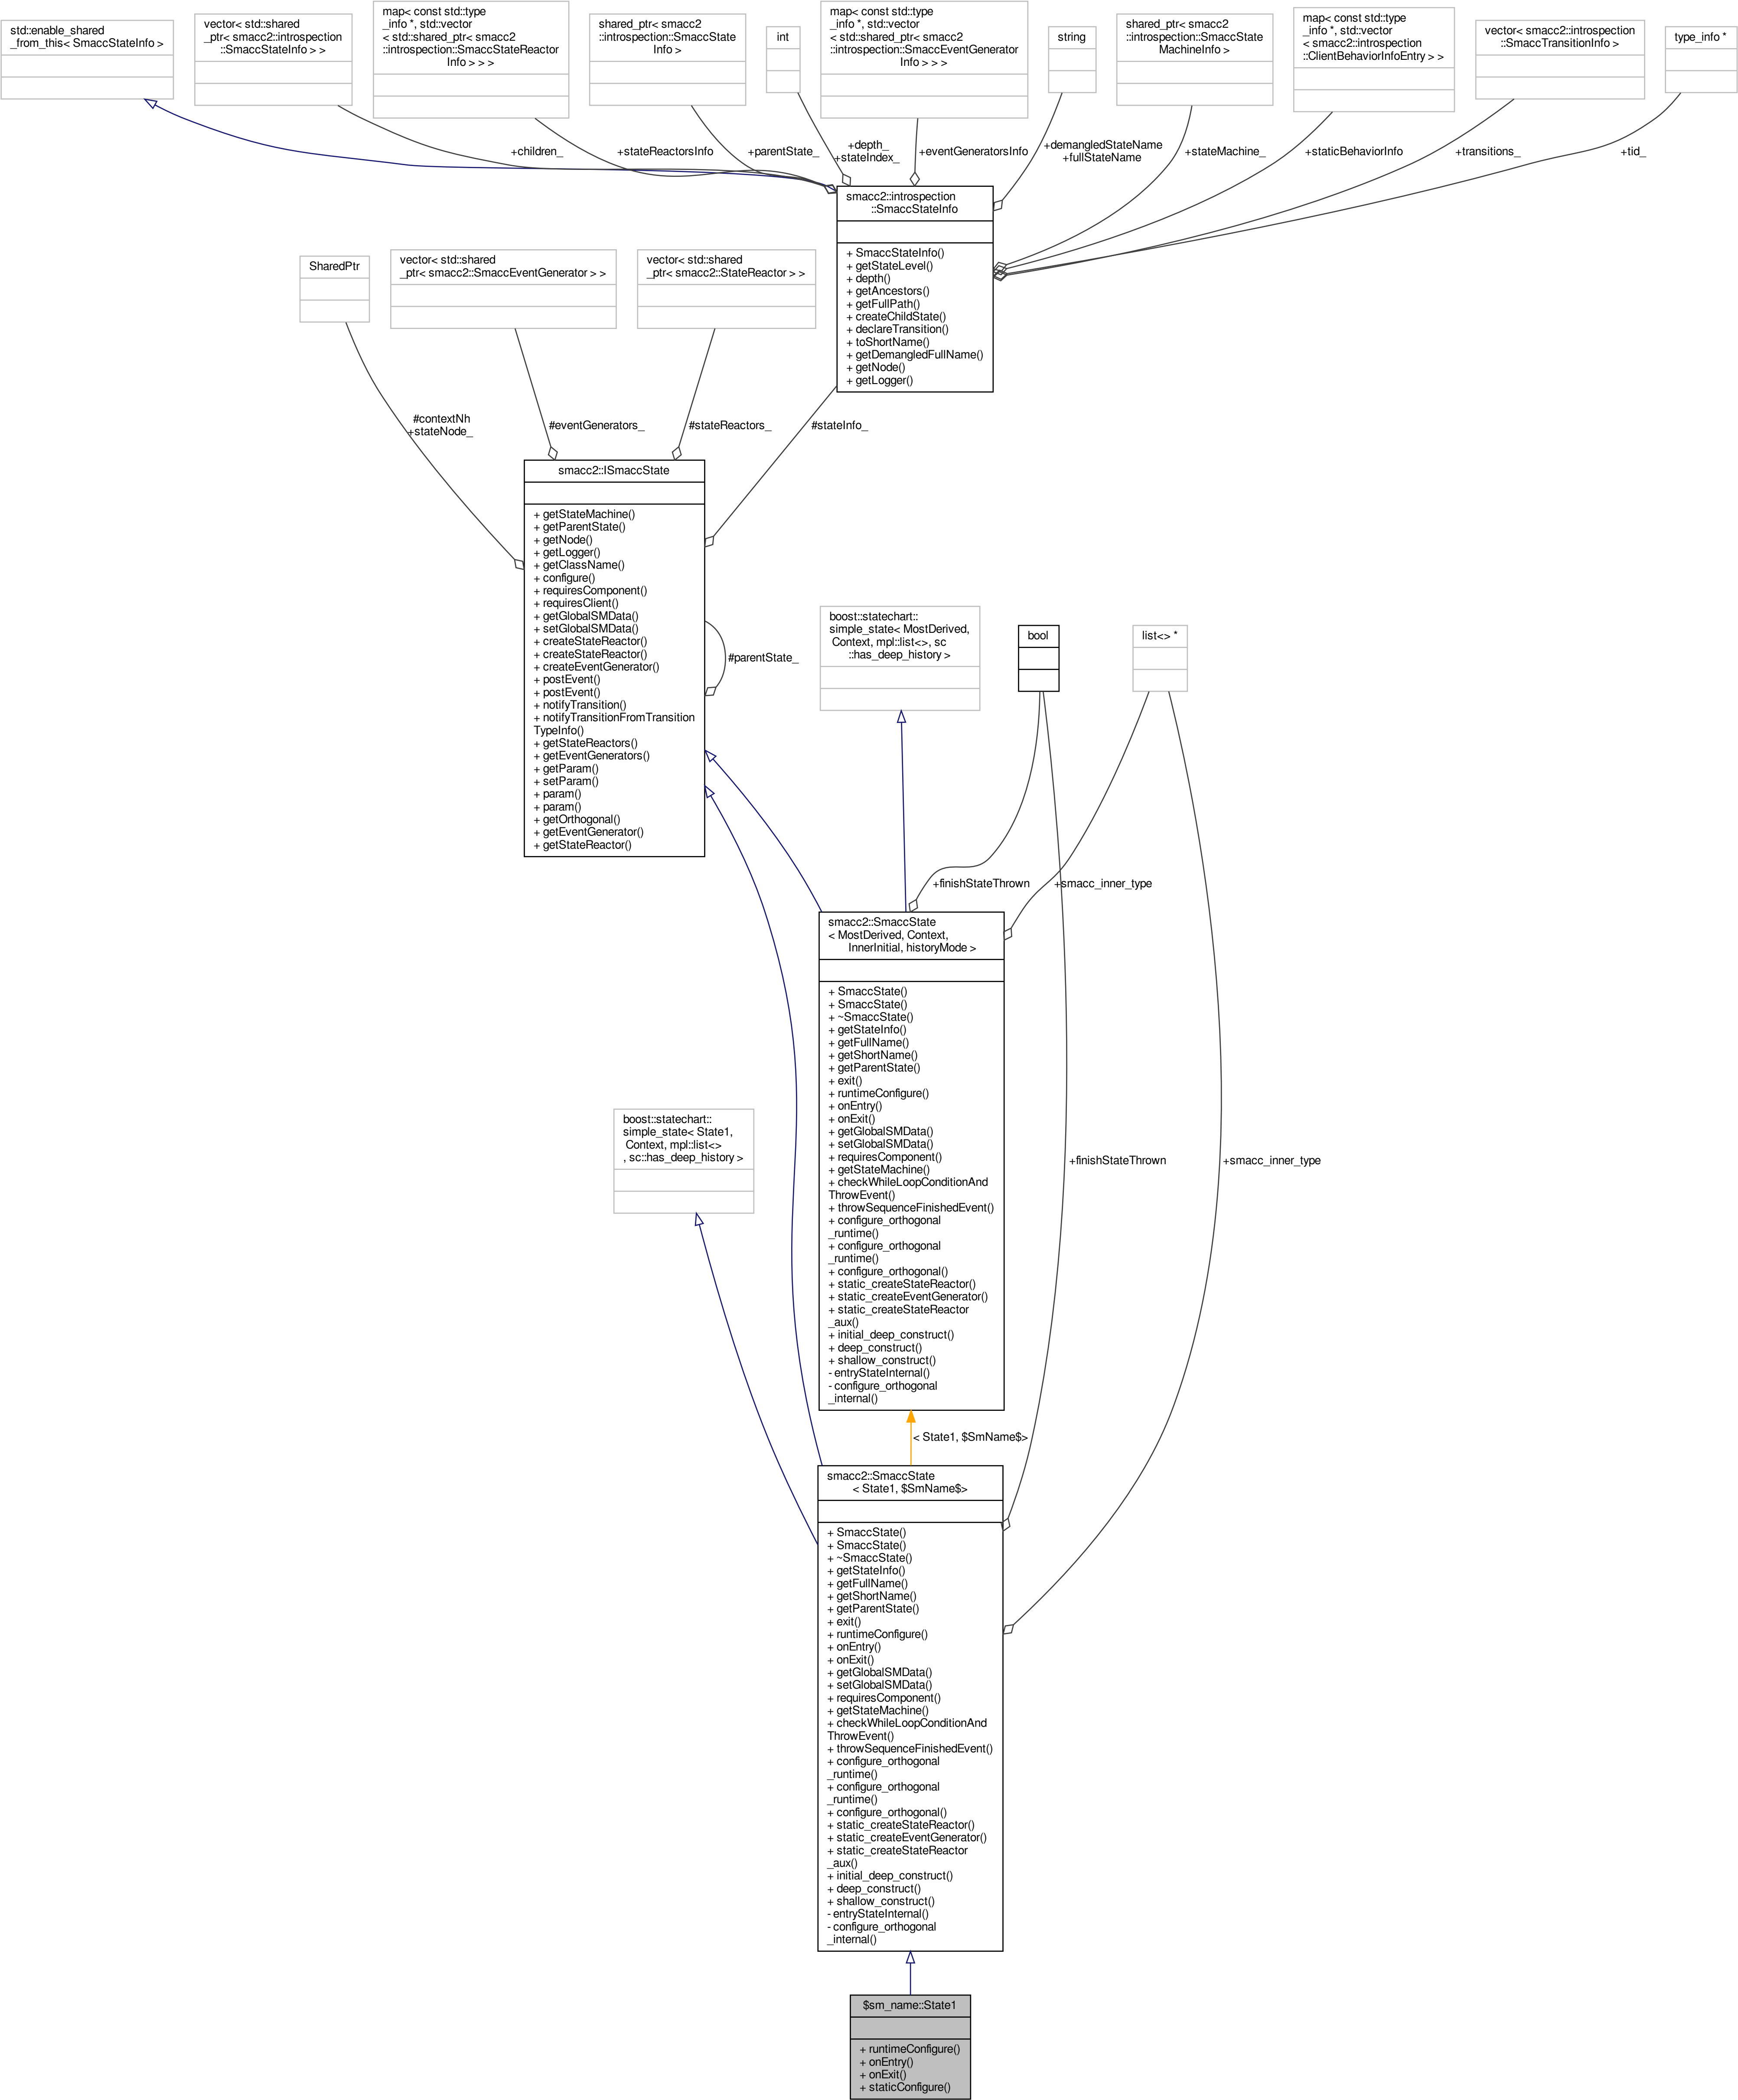 std::enable_shared
_from_this< SmaccStateInfo >
vector< std::shared
_ptr< smacc2::introspection
::SmaccStateInfo > >
map< const std::type
_info *, std::vector
< std::shared_ptr< smacc2
::introspection::SmaccStateReactor
Info > > >
shared_ptr< smacc2
::introspection::SmaccState
Info >
int
map< const std::type
_info *, std::vector
< std::shared_ptr< smacc2
::introspection::SmaccEventGenerator
Info > > >
string
shared_ptr< smacc2
::introspection::SmaccState
MachineInfo >
map< const std::type
_info *, std::vector
< smacc2::introspection
::ClientBehaviorInfoEntry > >
vector< smacc2::introspection
::SmaccTransitionInfo >
type_info *
+children_
+stateReactorsInfo
+parentState_
+depth_
+stateIndex_
+eventGeneratorsInfo
+demangledStateName
+fullStateName
+stateMachine_
+staticBehaviorInfo
+transitions_
+tid_
smacc2::introspection
::SmaccStateInfo
+ SmaccStateInfo()
+ getStateLevel()
+ depth()
+ getAncestors()
+ getFullPath()
+ createChildState()
+ declareTransition()
+ toShortName()
+ getDemangledFullName()
+ getNode()
+ getLogger()
SharedPtr
vector< std::shared
_ptr< smacc2::SmaccEventGenerator > >
vector< std::shared
_ptr< smacc2::StateReactor > >
#contextNh
+stateNode_
#eventGenerators_
#stateReactors_
#stateInfo_
smacc2::ISmaccState
+ getStateMachine()
+ getParentState()
+ getNode()
+ getLogger()
+ getClassName()
+ configure()
+ requiresComponent()
+ requiresClient()
+ getGlobalSMData()
+ setGlobalSMData()
+ createStateReactor()
+ createStateReactor()
+ createEventGenerator()
+ postEvent()
+ postEvent()
+ notifyTransition()
+ notifyTransitionFromTransition
TypeInfo()
+ getStateReactors()
+ getEventGenerators()
+ getParam()
+ setParam()
+ param()
+ param()
+ getOrthogonal()
+ getEventGenerator()
+ getStateReactor()
#parentState_
boost::statechart::
simple_state< MostDerived,
Context, mpl::list<>, sc
::has_deep_history >
bool
list<> *
+finishStateThrown
+smacc_inner_type
smacc2::SmaccState
< MostDerived, Context,
InnerInitial, historyMode >
+ SmaccState()
+ SmaccState()
+ ~SmaccState()
+ getStateInfo()
+ getFullName()
+ getShortName()
+ getParentState()
+ exit()
+ runtimeConfigure()
+ onEntry()
+ onExit()
+ getGlobalSMData()
+ setGlobalSMData()
+ requiresComponent()
+ getStateMachine()
+ checkWhileLoopConditionAnd
ThrowEvent()
+ throwSequenceFinishedEvent()
+ configure_orthogonal
_runtime()
+ configure_orthogonal
_runtime()
+ configure_orthogonal()
+ static_createStateReactor()
+ static_createEventGenerator()
+ static_createStateReactor
_aux()
+ initial_deep_construct()
+ deep_construct()
+ shallow_construct()
- entryStateInternal()
- configure_orthogonal
_internal()
boost::statechart::
simple_state< State1,
Context, mpl::list<>
, sc::has_deep_history >
+finishStateThrown
+smacc_inner_type
< State1, $SmName$>
smacc2::SmaccState
< State1, $SmName$>
+ SmaccState()
+ SmaccState()
+ ~SmaccState()
+ getStateInfo()
+ getFullName()
+ getShortName()
+ getParentState()
+ exit()
+ runtimeConfigure()
+ onEntry()
+ onExit()
+ getGlobalSMData()
+ setGlobalSMData()
+ requiresComponent()
+ getStateMachine()
+ checkWhileLoopConditionAnd
ThrowEvent()
+ throwSequenceFinishedEvent()
+ configure_orthogonal
_runtime()
+ configure_orthogonal
_runtime()
+ configure_orthogonal()
+ static_createStateReactor()
+ static_createEventGenerator()
+ static_createStateReactor
_aux()
+ initial_deep_construct()
+ deep_construct()
+ shallow_construct()
- entryStateInternal()
- configure_orthogonal
_internal()
$sm_name::State1
+ runtimeConfigure()
+ onEntry()
+ onExit()
+ staticConfigure()